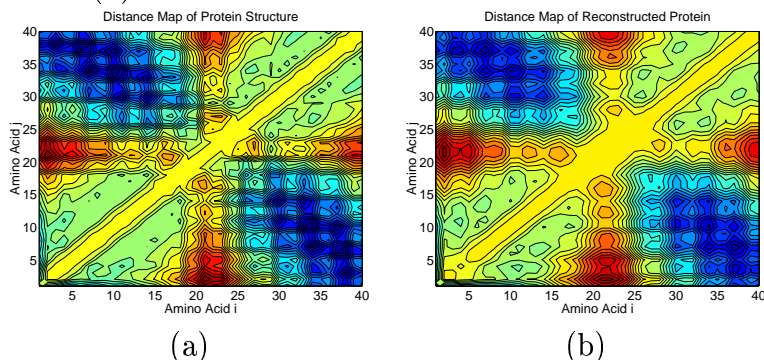 Distance Map of Protein Structure
40
35
30
25
20
15
10
5
Amino Acid j
5 10 15 20 25 30 35 40
Amino Acid i
(a)
Distance Map of Reconstructed Protein
40
35
30
25
20
15
10
5
Amino Acid j
5 10 15 20 25 30 35 40
Amino Acid i
(b)